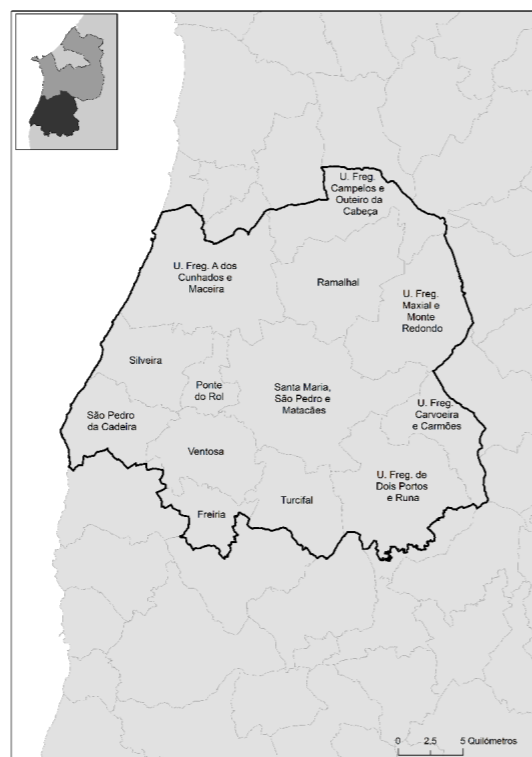 U. Freg.
Campelos e
Outeiro da
Cabeça
U. Freg. A dos
Cunhados e
Maceira
Ramalhal
U. Freg.
Maxial e
Monte
Redondo
Silveira
Ponte
do Rol
Santa Maria,
São Pedro e
Matacães
São Pedro
da Cadeira
U. Freg.
Carvoeira
e Carmões
Ventosa
U. Freg. de
Dois Portos
e Runa
Freiria
Turcifal
0 2,5 5 Quilómetros